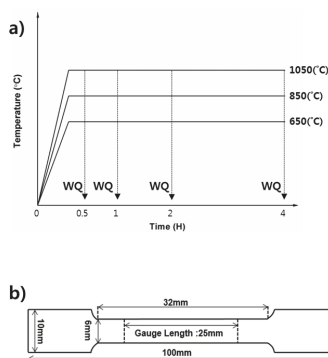 a)
Temperature (°C)
1050(°C)
850(°C)
650(°C)
WQ WQ WQ WQ
0 0.5 1 2 4
Time (H)
b)
32mm
10mm
6mm
Gauge Length :25mm
100mm